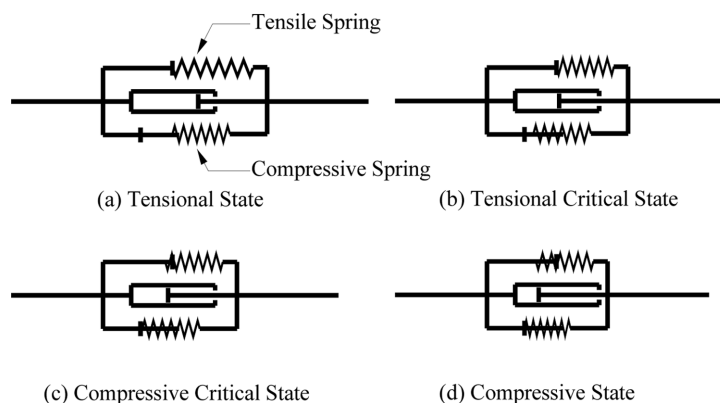 Tensile Spring
Compressive Spring
(a) Tensional State
(b) Tensional Critical State
(c) Compressive Critical State
(d) Compressive State